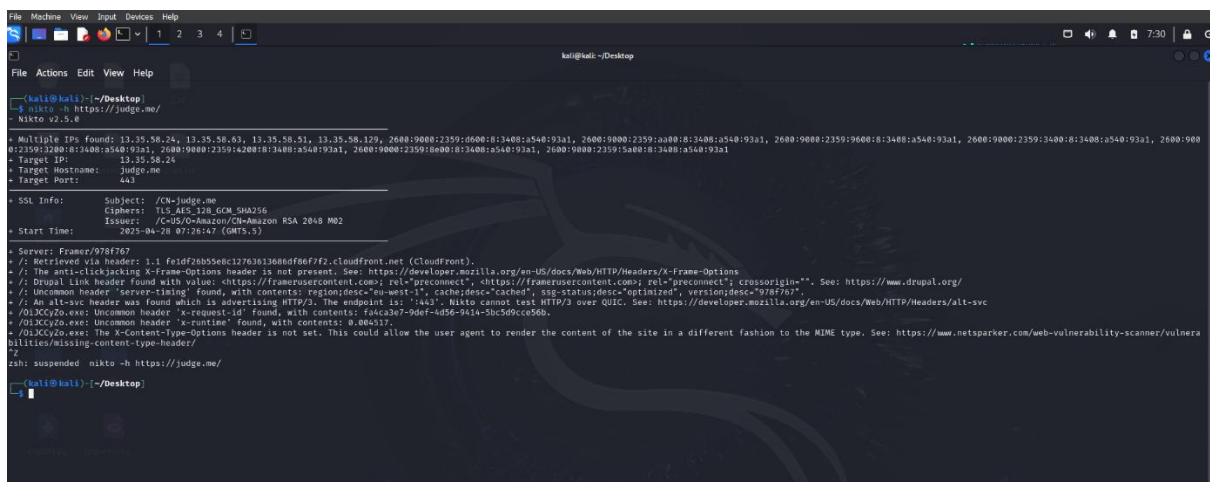 File Machine View Input Devices Help
1 2 3 4
7:30
kali@kali: ~/Desktop
File Actions Edit View Help
(kali㉿kali)-[~/Desktop]
$ nikto -h https://judge.me/
- Nikto v2.5.0
+ Multiple IPs found: 13.35.58.24, 13.35.58.63, 13.35.58.51, 13.35.58.129, 2600:9000:2359:d600:8:3408:a540:93a1, 2600:9000:2359:aa00:8:3408:a540:93a1, 2600:9000:2359:9600:8:3408:a540:93a1, 2600:9000:2359:3400:8:3408:a540:93a1, 2600:900
0:2359:3200:8:3408:a540:93a1, 2600:9000:2359:4200:8:3408:a540:93a1, 2600:9000:2359:8e00:8:3408:a540:93a1, 2600:9000:2359:5a00:8:3408:a540:93a1
+ Target IP: 13.35.58.24
+ Target Hostname: judge.me
+ Target Port: 443
+ SSL Info: Subject: /CN=judge.me
Ciphers: TLS_AES_128_GCM_SHA256
Issuer: /C=US/O=Amazon/CN=Amazon RSA 2048 M02
+ Start Time: 2025-04-28 07:26:47 (GMT5.5)
+ Server: Framer/978f767
+ /: Retrieved via header: 1.1 fe1df26b55e8c12763613686df86f7f2.cloudfront.net (CloudFront).
+ /: The anti-clickjacking X-Frame-Options header is not present. See: https://developer.mozilla.org/en-US/docs/Web/HTTP/Headers/X-Frame-Options
+ /: Drupal Link header found with value: <https://framerusercontent.com>; rel="preconnect", <https://framerusercontent.com>; rel="preconnect"; crossorigin="". See: https://www.drupal.org/
+ /: Uncommon header 'server-timing' found, with contents: region;desc="eu-west-1", cache;desc="cached", ssg-status;desc="optimized", version;desc="978f767".
+ /: An alt-svc header was found which is advertising HTTP/3. The endpoint is: ':443'. Nikto cannot test HTTP/3 over QUIC. See: https://developer.mozilla.org/en-US/docs/Web/HTTP/Headers/alt-svc
+ /OiJCCyZo.exe: Uncommon header 'x-request-id' found, with contents: fa4ca3e7-9def-4d56-9414-5bc5d9cce56b.
+ /OiJCCyZo.exe: Uncommon header 'x-runtime' found, with contents: 0.004517.
+ /OiJCCyZo.exe: The X-Content-Type-Options header is not set. This could allow the user agent to render the content of the site in a different fashion to the MIME type. See: https://www.netsparker.com/web-vulnerability-scanner/vulnera
bilities/missing-content-type-header/
^Z
zsh: suspended nikto -h https://judge.me/
(kali㉿kali)-[~/Desktop]
$